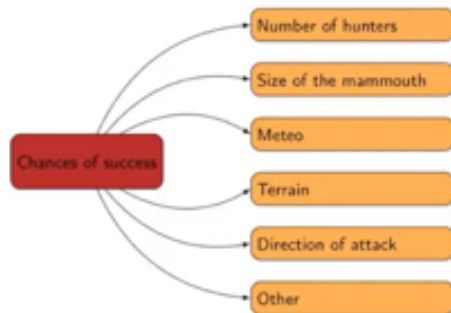 Number of hunters
Size of the mammouth
Meteo
Chances of success
Terrain
Direction of attack
Other